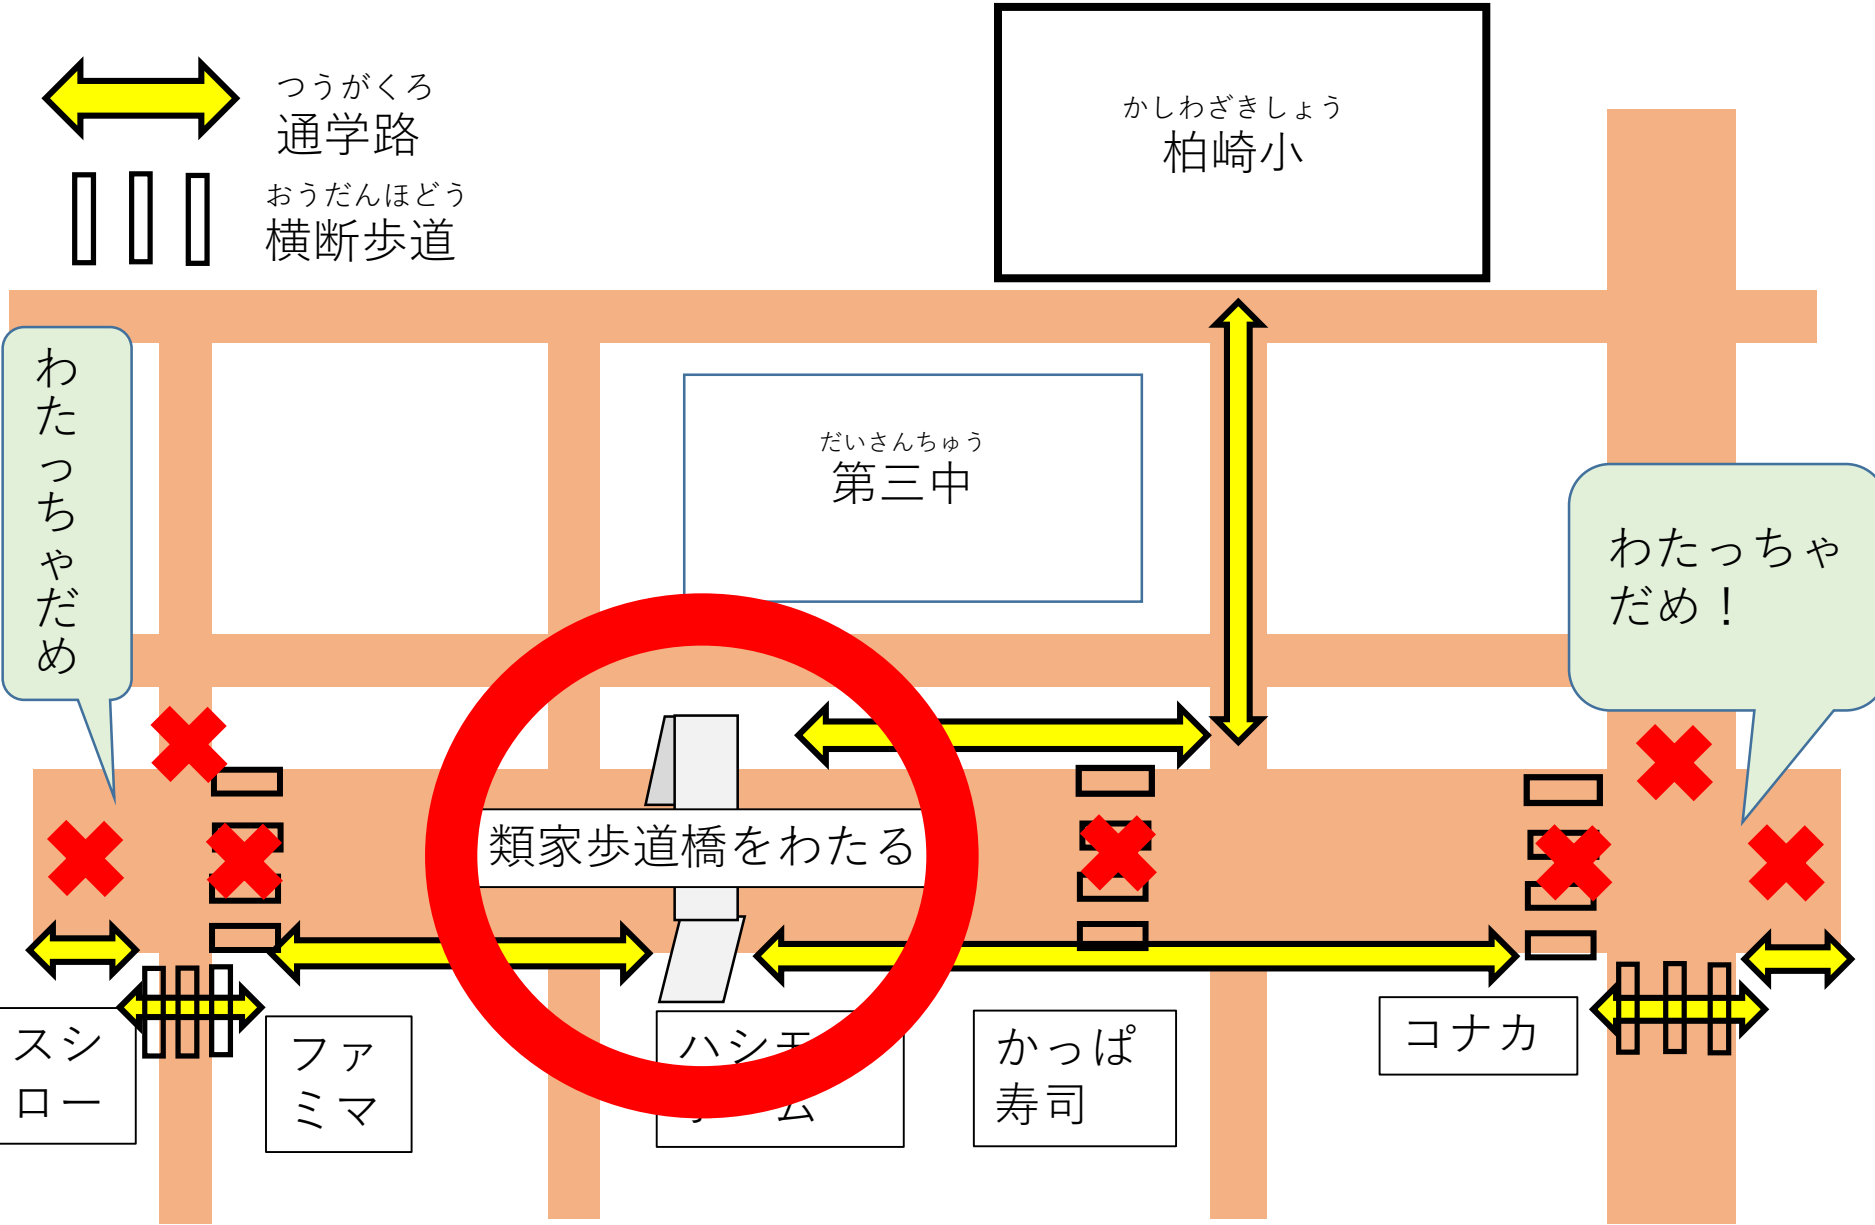 つうがくろ
通学路
おうだんほどう
横断歩道
かしわざきしょう
柏崎小
わたっちゃだめ
だいさんちゅう
第三中
わたっちゃ
だめ！
類家歩道橋をわたる
スシ
ロー
ファ
ミマ
ハシモ
ム
かっぱ
寿司
コナカ